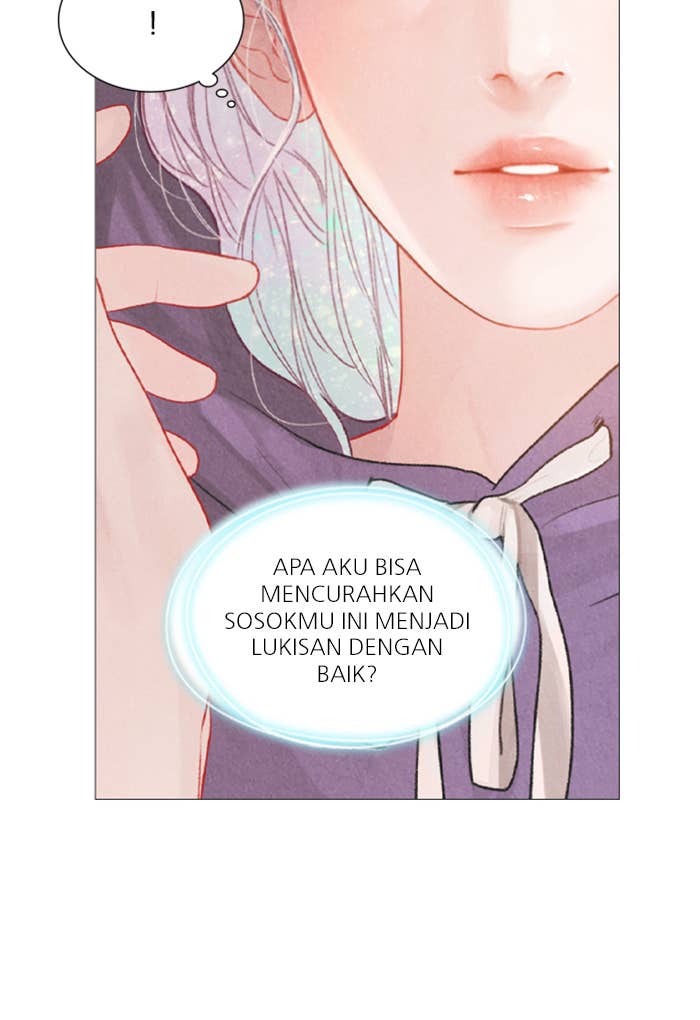 !
APA AKU BISA
MENCURAHKAN
SOSOKMU INI MENJADI
LUKISAN DENGAN
BAIK?